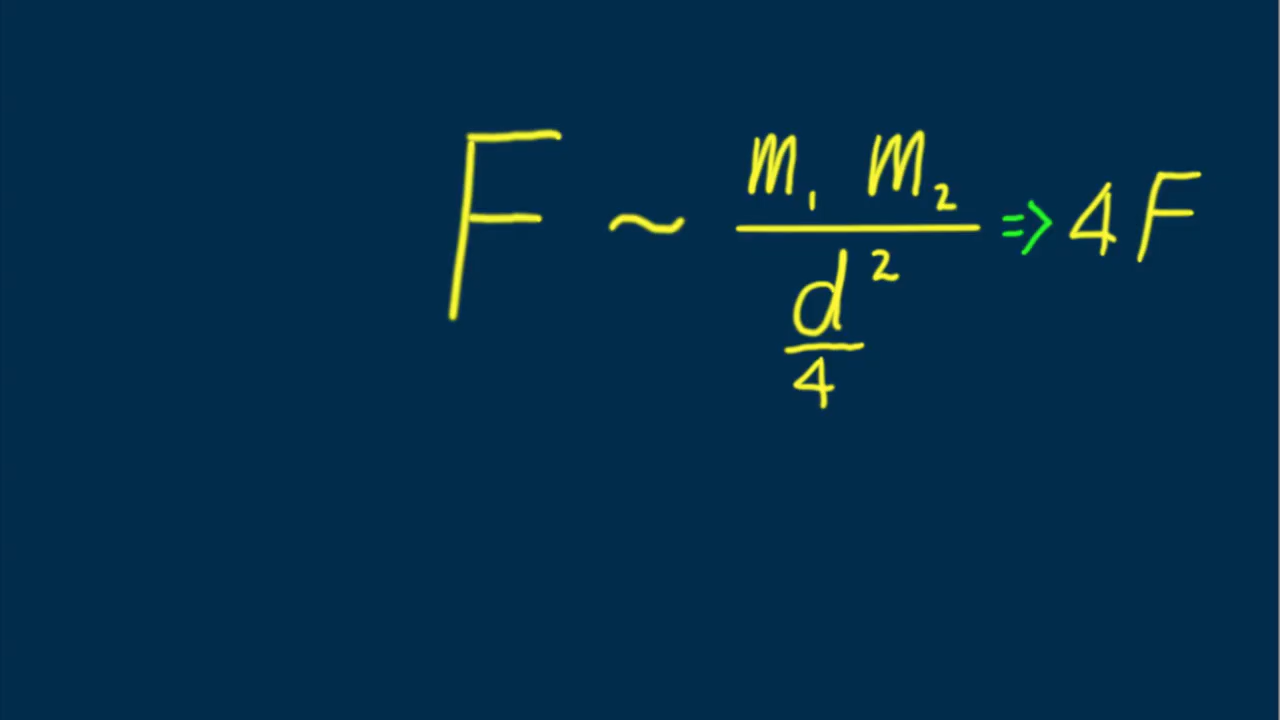 F ~ m₁ m₂ / (d² / 4) ⇒ 4F